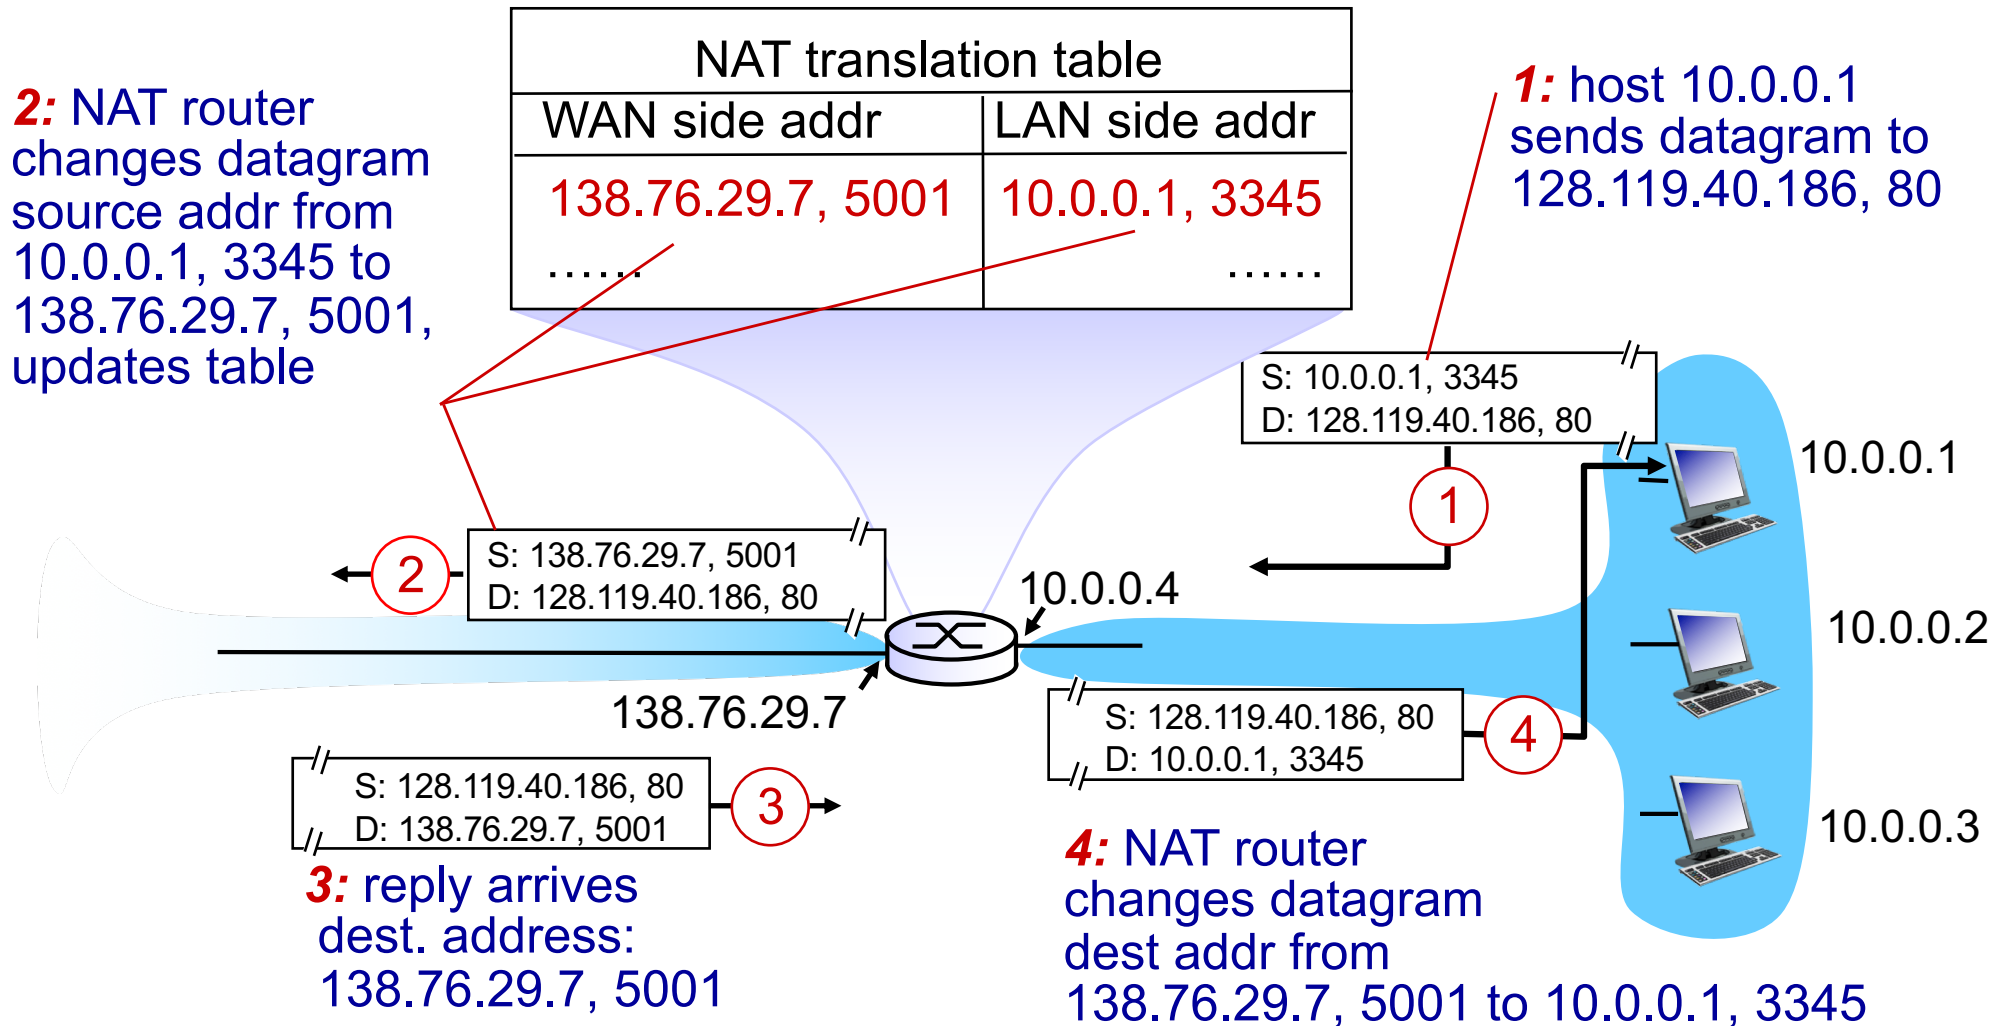 NAT translation table
WAN side addr LAN side addr
138.76.29.7, 5001 10.0.0.1, 3345
...... ......
2: NAT router
changes datagram
source addr from
10.0.0.1, 3345 to
138.76.29.7, 5001,
updates table
1: host 10.0.0.1
sends datagram to
128.119.40.186, 80
S: 10.0.0.1, 3345
D: 128.119.40.186, 80
1
10.0.0.1
S: 138.76.29.7, 5001
D: 128.119.40.186, 80
2
10.0.0.4
10.0.0.2
138.76.29.7
S: 128.119.40.186, 80
D: 10.0.0.1, 3345
4
S: 128.119.40.186, 80
D: 138.76.29.7, 5001
3
10.0.0.3
3: reply arrives
dest. address:
138.76.29.7, 5001
4: NAT router
changes datagram
dest addr from
138.76.29.7, 5001 to 10.0.0.1, 3345